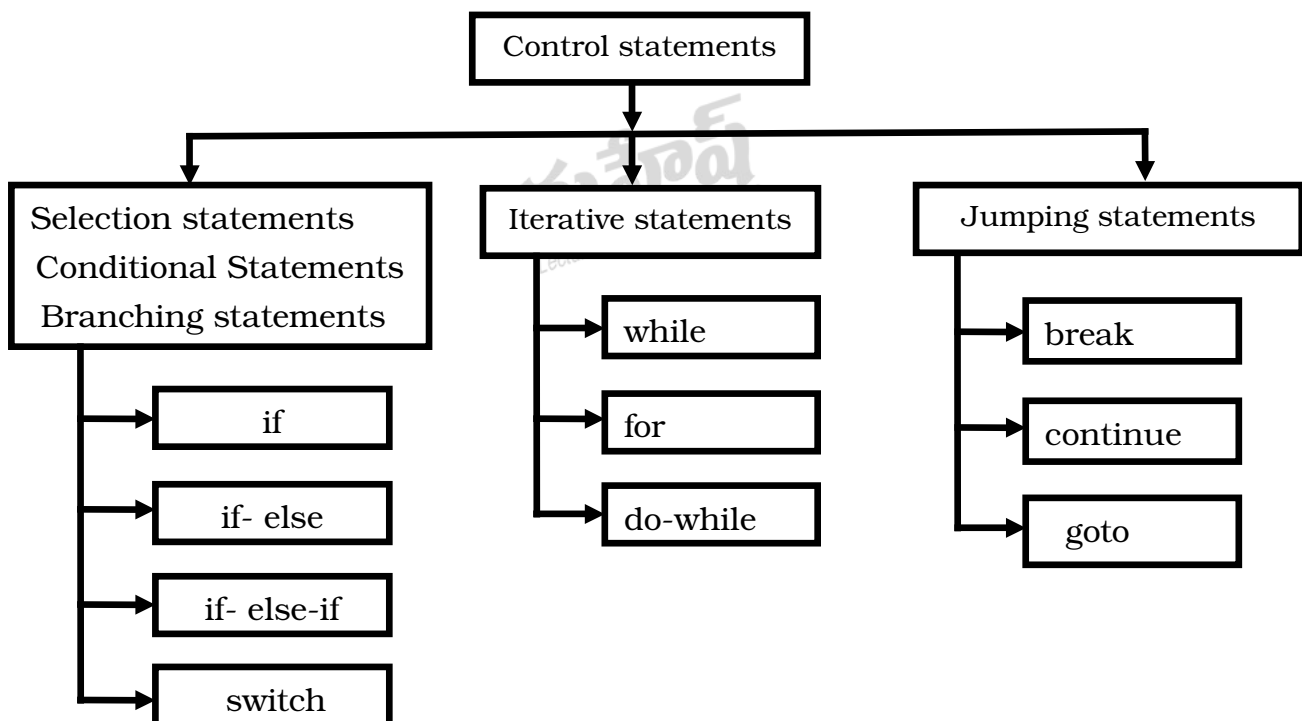 Control statements
Selection statements
Conditional Statements
Branching statements
if
if- else
if- else-if
switch
Iterative statements
while
for
do-while
Jumping statements
break
continue
goto